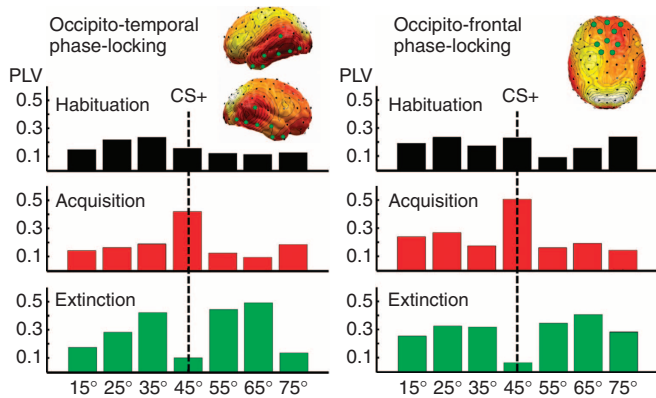 Occipito-temporal
phase-locking
PLV
0.5
Habituation
CS+
0.3
0.1
0.5
Acquisition
0.3
0.1
0.5
Extinction
0.3
0.1
15° 25° 35° 45° 55° 65° 75°
Occipito-frontal
phase-locking
PLV
0.5
Habituation
CS+
0.3
0.1
0.5
Acquisition
0.3
0.1
0.5
Extinction
0.3
0.1
15° 25° 35° 45° 55° 65° 75°